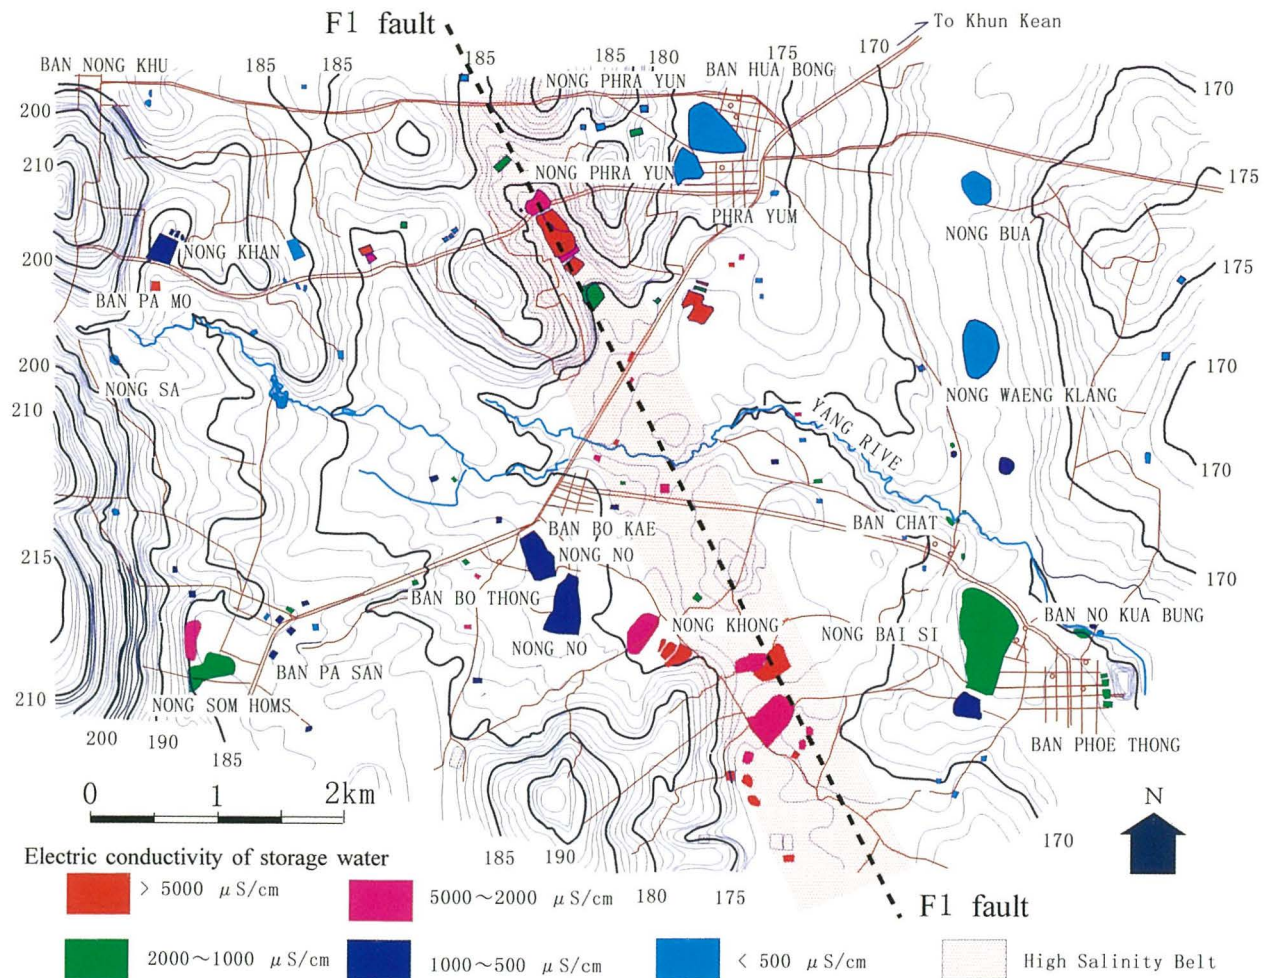 F1 fault
To Khun Kean
185
185
180
175
170
BAN NONG KHU
185
185
NONG PHRA YUN
BAN HUA BONG
170
200
210
NONG PHRA YUN
175
PHRA YUM
NONG KHAN
NONG BUA
200
175
BAN PA MO
200
NONG SA
NONG WAENG KLANG
170
210
YANG RIVE
170
BAN BO KAE
BAN CHAT
215
NONG NO
170
BAN BO THONG
BAN NO KUA BUNG
NONG KHONG
NONG BAI SI
NONG NO
BAN PA SAN
210
NONG SOM HOMS
200
190
185
BAN PHOE THONG
0 1 2km
N
170
185
190
180
175
Electric conductivity of storage water
> 5000 μS/cm
5000～2000 μS/cm
F1 fault
2000～1000 μS/cm
1000～500 μS/cm
< 500 μS/cm
High Salinity Belt